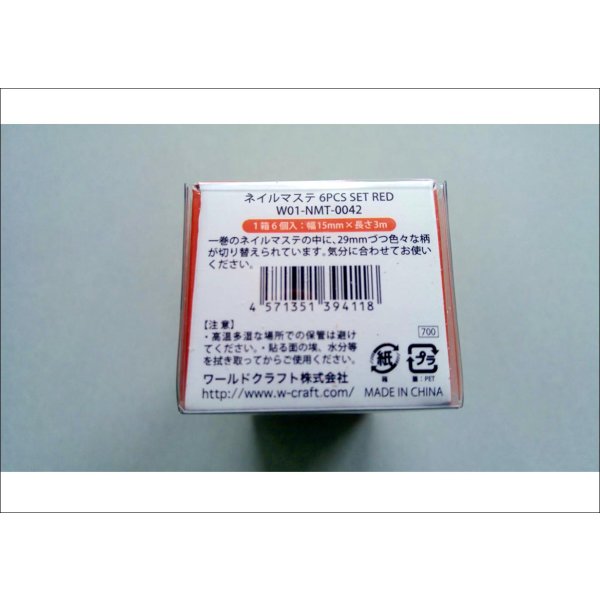 ネイルマステ 6PCS SET RED
W01-NMT-0042
1箱6個入：幅15mm×長さ3m
一巻のネイルマステの中に、29mmづつ色々な柄
が切り替えられています。気分に合わせてお使い
ください。
4 571351 394118
【注意】
・高温多湿な場所での保管は避け
てください。・貼る面の埃、水分等
を拭き取ってからご使用ください。
700
紙
箱
プラ
蓋：PET
ワールドクラフト株式会社
http://www.w-craft.com/
MADE IN CHINA